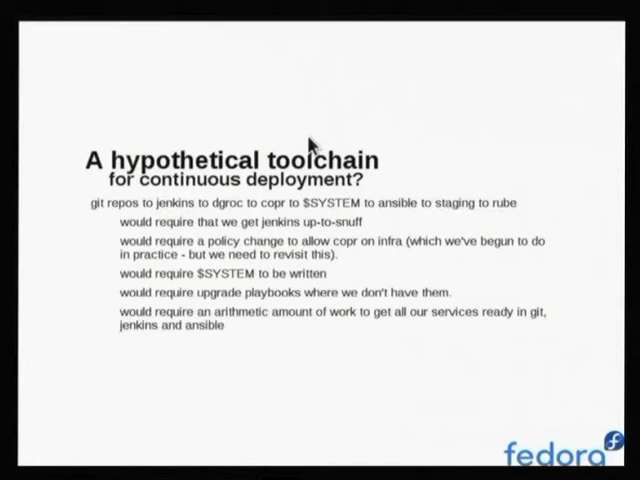 A hypothetical toolchain
for continuous deployment?
git repos to jenkins to dgroc to copr to $SYSTEM to ansible to staging to rube
would require that we get jenkins up-to-snuff
would require a policy change to allow copr on infra (which we've begun to do
in practice - but we need to revisit this).
would require $SYSTEM to be written
would require upgrade playbooks where we don't have them.
would require an arithmetic amount of work to get all our services ready in git,
jenkins and ansible
fedora